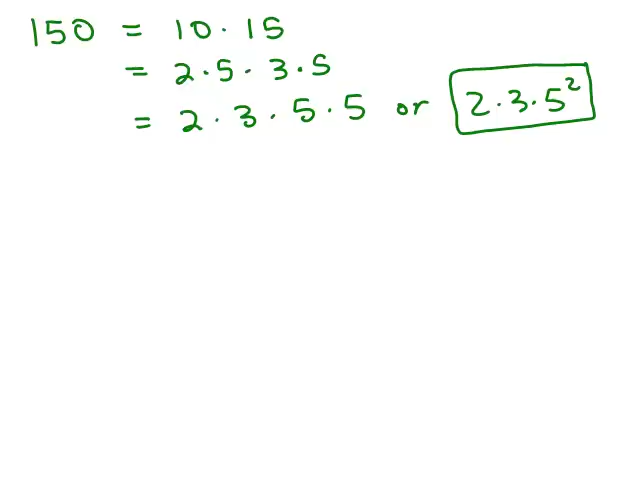 150 = 10 · 15
= 2 · 5 · 3 · 5
= 2 · 3 · 5 · 5 or 2 · 3 · 5²